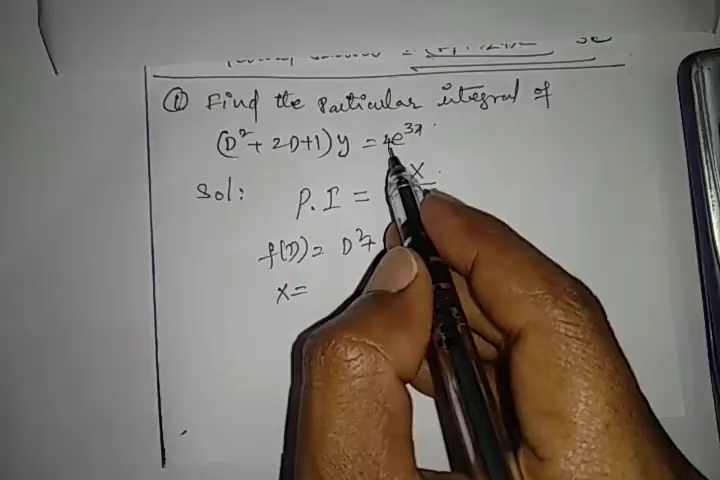 ① Find the Particular integral of
(D²+2D+1)y = 4e³ˣ
Sol: P.I = X
f(D) = D²+
X =